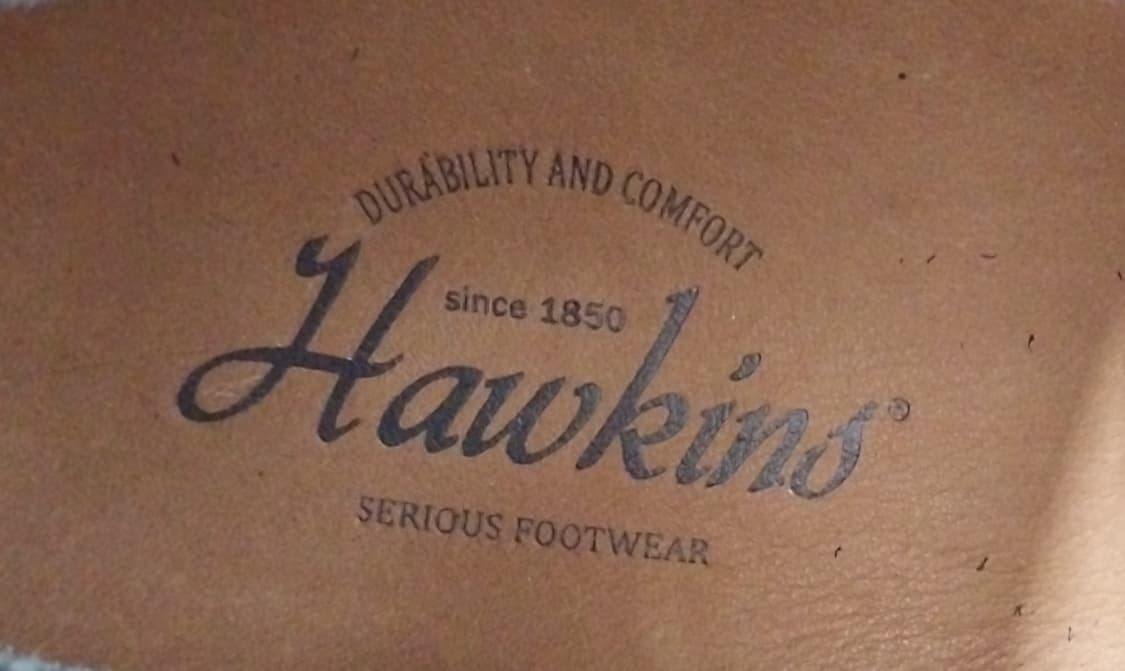 DURABILITY AND COMFORT
since 1850
Hawkins®
SERIOUS FOOTWEAR